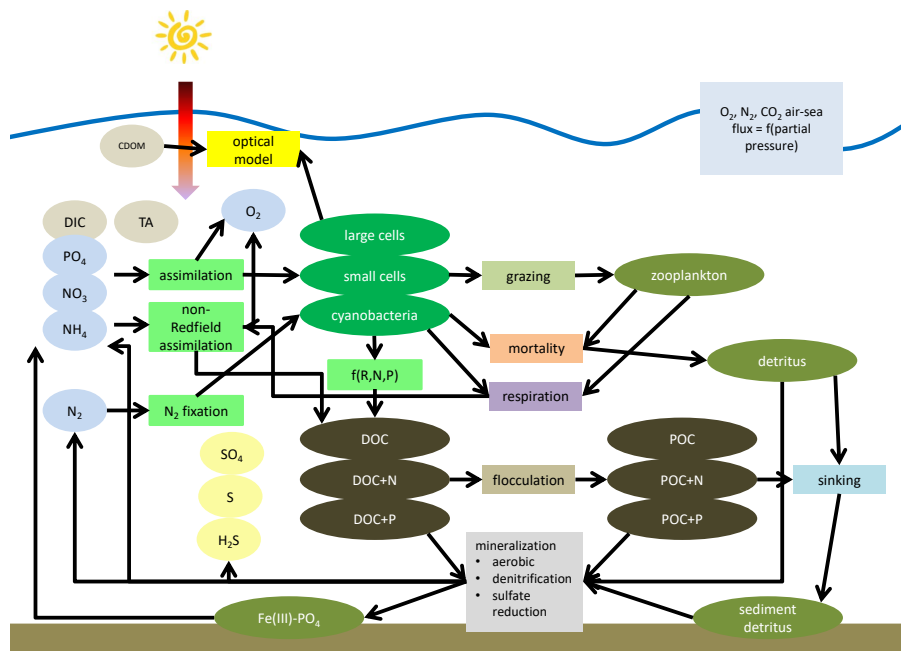 O₂, N₂, CO₂ air-sea
flux = f(partial
pressure)
CDOM
optical
model
DIC
TA
O₂
large cells
PO₄
assimilation
small cells
grazing
zooplankton
NO₃
non-
Redfield
assimilation
NH₄
cyanobacteria
mortality
detritus
f(R,N,P)
respiration
N₂
N₂ fixation
DOC
POC
SO₄
DOC+N
flocculation
POC+N
sinking
S
DOC+P
POC+P
H₂S
mineralization
• aerobic
• denitrification
• sulfate
reduction
Fe(III)-PO₄
sediment
detritus